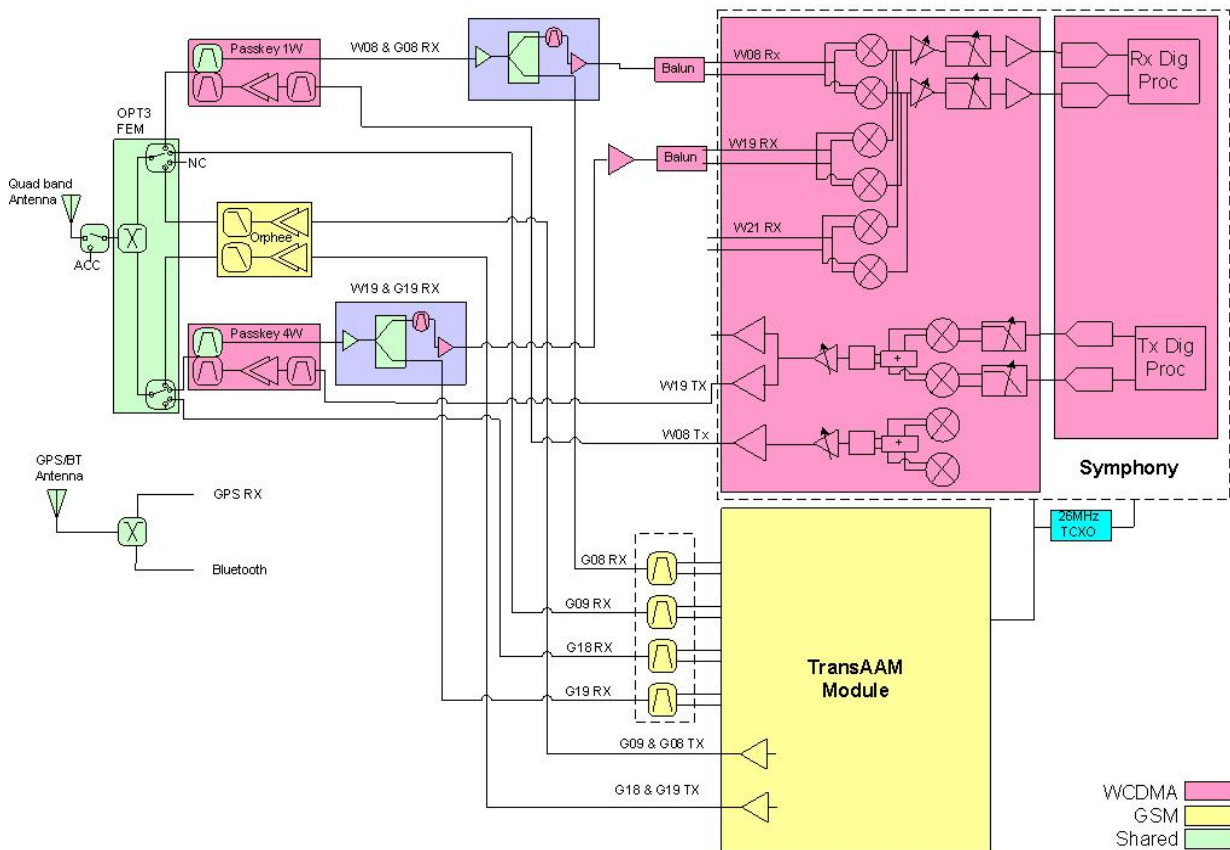 Passkey 1W
W08 & G08 RX
OPT3
FEM
NC
Quad band
Antenna
ACC
Orphee
W19 & G19 RX
Passkey 4W
Balun
W08 Rx
Balun
W19 RX
W21 RX
W19 TX
W08 Tx
+
+
Rx Dig
Proc
Tx Dig
Proc
Symphony
26MHz
TCXO
GPS/BT
Antenna
GPS RX
Bluetooth
G08 RX
G09 RX
G18 RX
G19 RX
G09 & G08 TX
G18 & G19 TX
TransAAM
Module
WCDMA
GSM
Shared